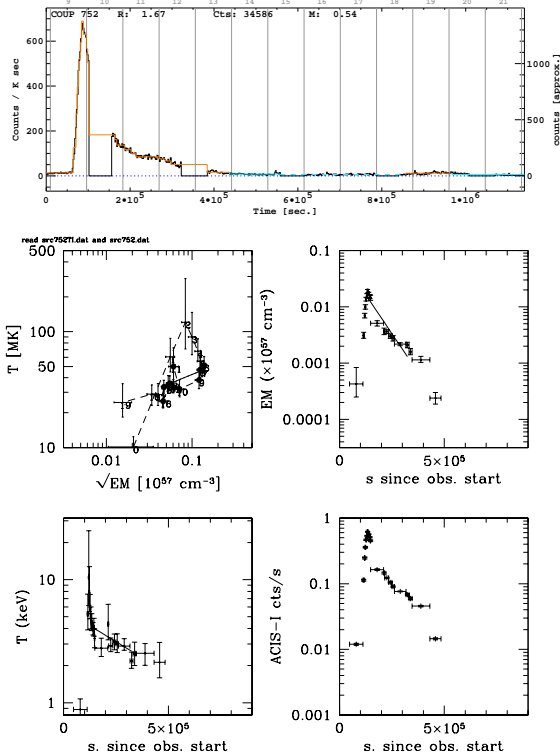 9 10 11 12 13 14 15 16 17 18 19 20 21
COUP 752 R: 1.67 Cts: 34586 M: 0.54
600
400
200
0
Counts / K sec
1000
500
0
counts [approx.]
0 2•10⁵ 4•10⁵ 6•10⁵ 8•10⁵ 1•10⁶
Time [sec.]
read src752TI.dat and src752.dat
500
100
50
10
T [MK]
0.01 0.1
√EM [10⁵⁷ cm⁻³]
0.1
0.01
0.001
0.0001
EM (×10⁵⁷ cm⁻³)
0 5×10⁵
s since obs. start
10
1
T (keV)
0 5×10⁵
s. since obs. start
1
0.1
0.01
0.001
ACIS-I cts/s
0 5×10⁵
s. since obs. start